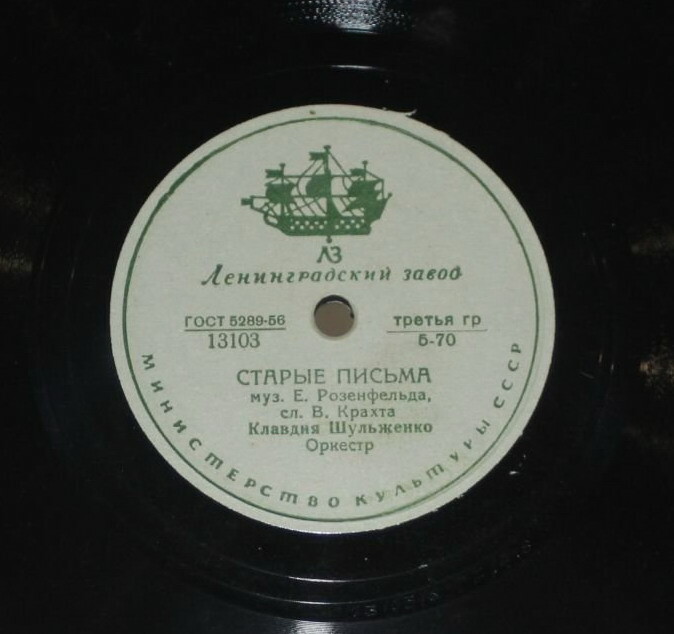 ЛЗ
Ленинградский завод
ГОСТ 5289-56
13103
третья гр
5-70
СТАРЫЕ ПИСЬМА
муз. Е. Розенфельда,
сл. В. Крахта
Клавдия Шульженко
Оркестр
МИНИСТЕРСТВО КУЛЬТУРЫ СССР